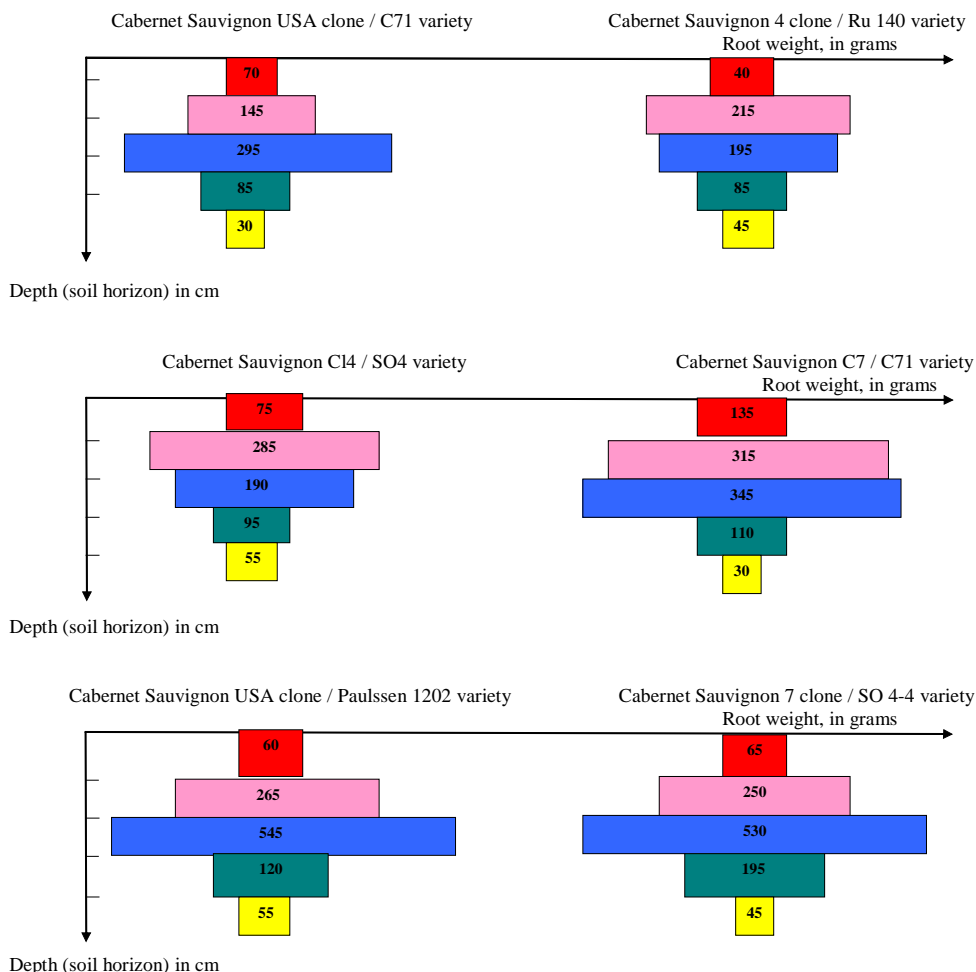 Cabernet Sauvignon USA clone / C71 variety
Cabernet Sauvignon 4 clone / Ru 140 variety
Root weight, in grams
70
145
295
85
30
40
215
195
85
45
Depth (soil horizon) in cm
Cabernet Sauvignon Cl4 / SO4 variety
Cabernet Sauvignon C7 / C71 variety
Root weight, in grams
75
285
190
95
55
135
315
345
110
30
Depth (soil horizon) in cm
Cabernet Sauvignon USA clone / Paulssen 1202 variety
Cabernet Sauvignon 7 clone / SO 4-4 variety
Root weight, in grams
60
265
545
120
55
65
250
530
195
45
Depth (soil horizon) in cm